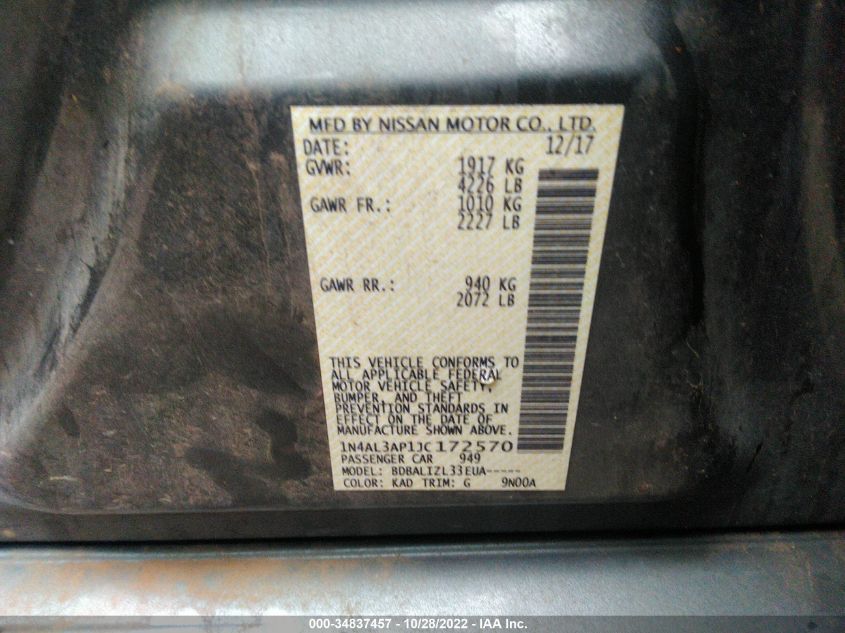 MFD BY NISSAN MOTOR CO., LTD.
DATE: 12/17
GVWR: 1917 KG
4226 LB
GAWR FR.: 1010 KG
2227 LB
GAWR RR.: 940 KG
2072 LB
THIS VEHICLE CONFORMS TO
ALL APPLICABLE FEDERAL
MOTOR VEHICLE SAFETY,
BUMPER, AND THEFT
PREVENTION STANDARDS IN
EFFECT ON THE DATE OF
MANUFACTURE SHOWN ABOVE.
1N4AL3AP1JC172570
PASSENGER CAR 949
MODEL: BDBALIZL33EUA-----
COLOR: KAD TRIM: G 9N00A
000-34837457 - 10/28/2022 - IAA Inc.